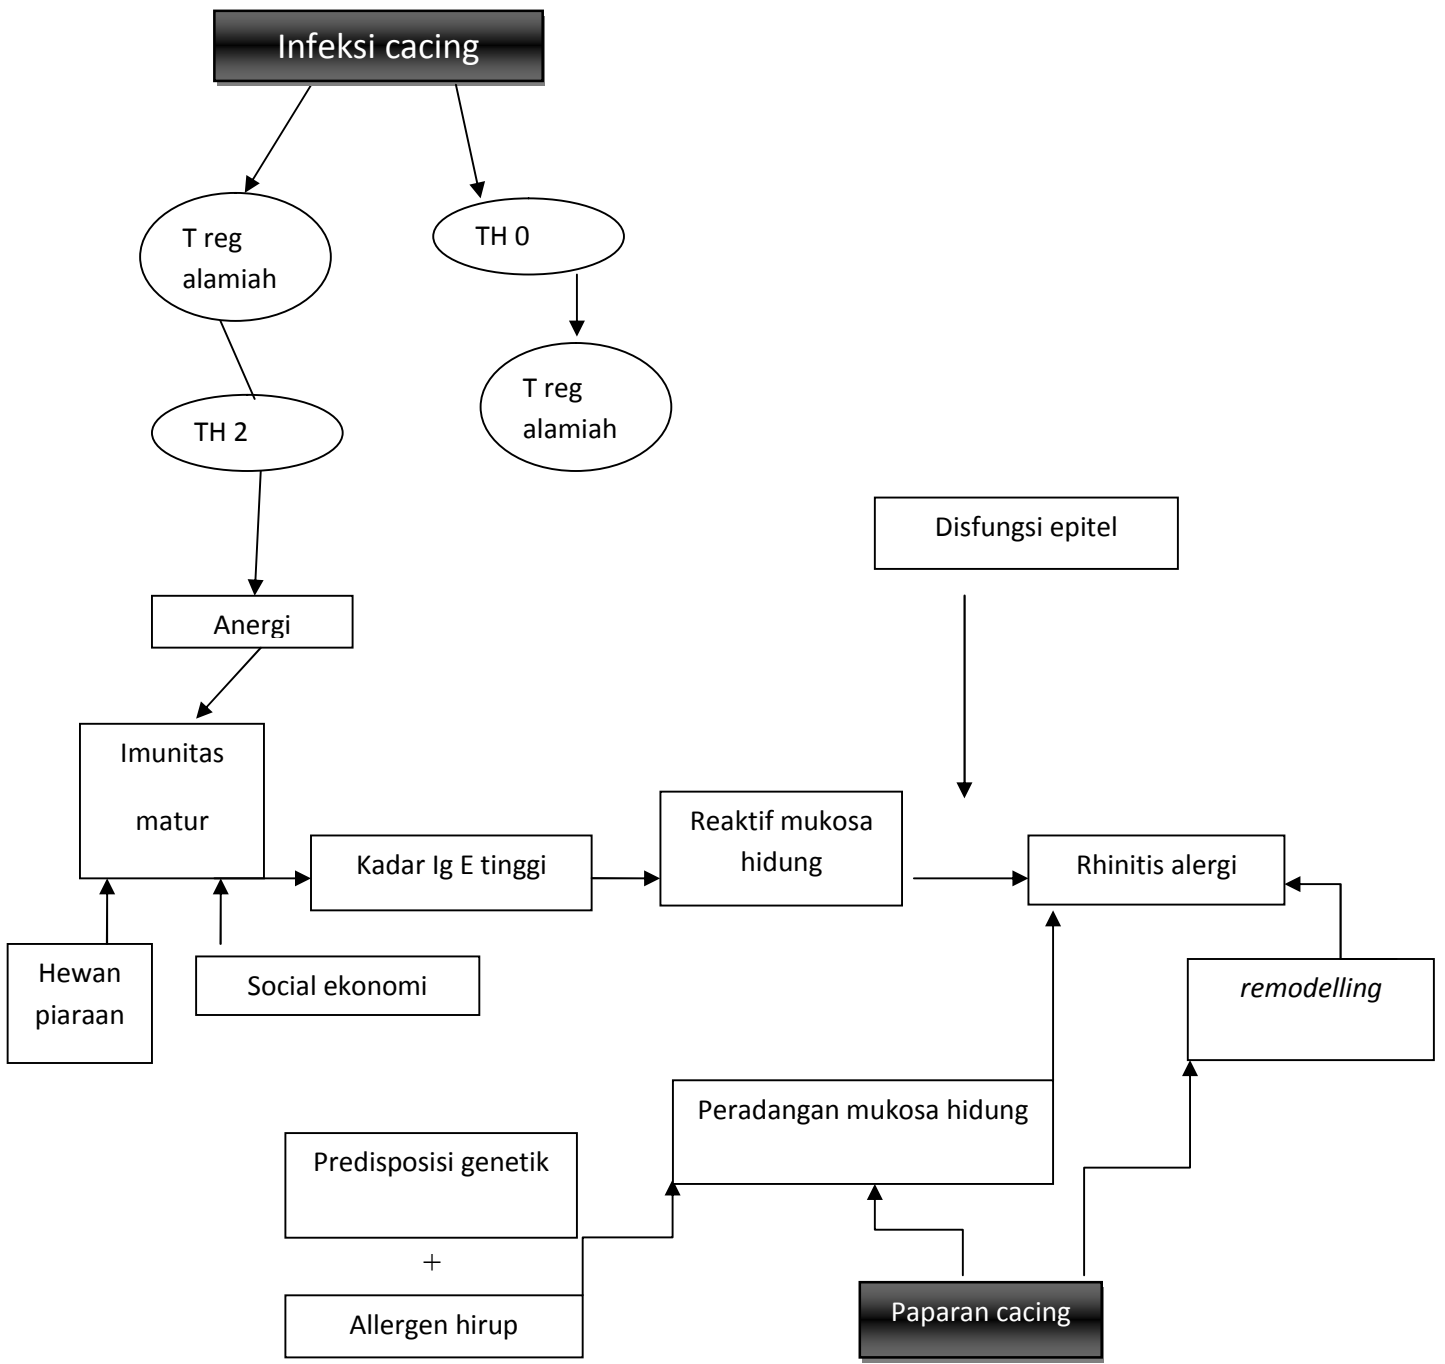 Infeksi cacing
T reg
alamiah
TH 0
T reg
alamiah
TH 2
Disfungsi epitel
Anergi
Imunitas
matur
Kadar Ig E tinggi
Reaktif mukosa
hidung
Rhinitis alergi
Hewan
piaraan
Social ekonomi
remodelling
Peradangan mukosa hidung
Predisposisi genetik
+
Allergen hirup
Paparan cacing